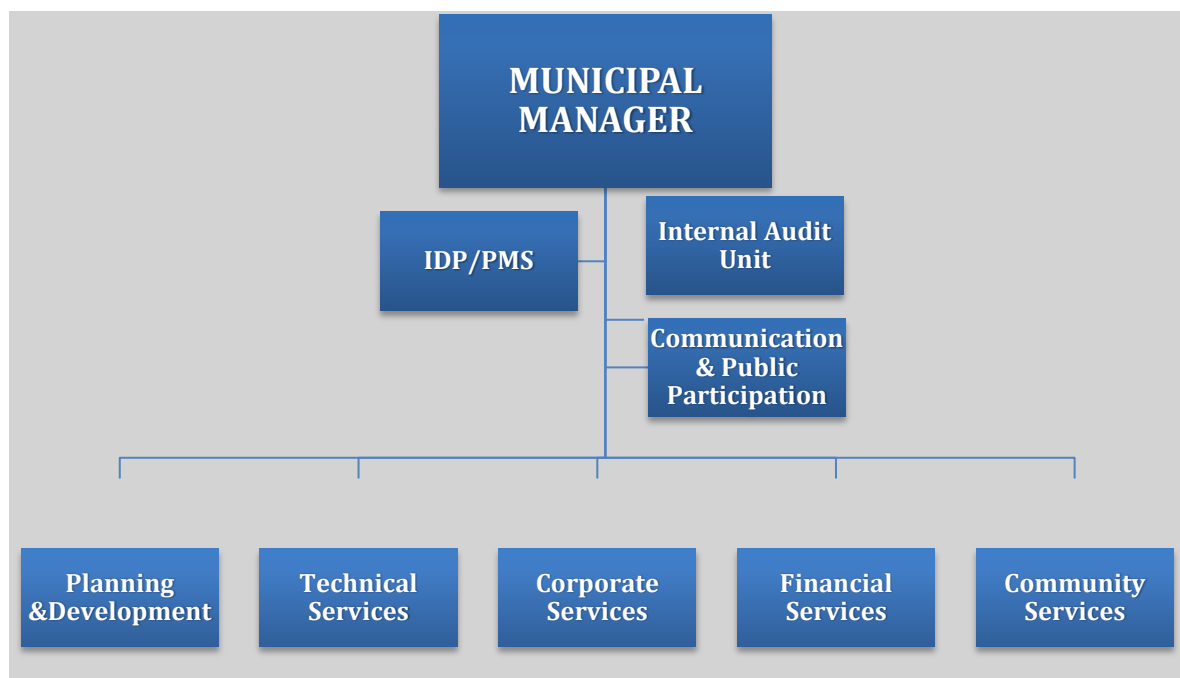 MUNICIPAL
MANAGER
IDP/PMS
Internal Audit
Unit
Communication
& Public
Participation
Planning
&Development
Technical
Services
Corporate
Services
Financial
Services
Community
Services